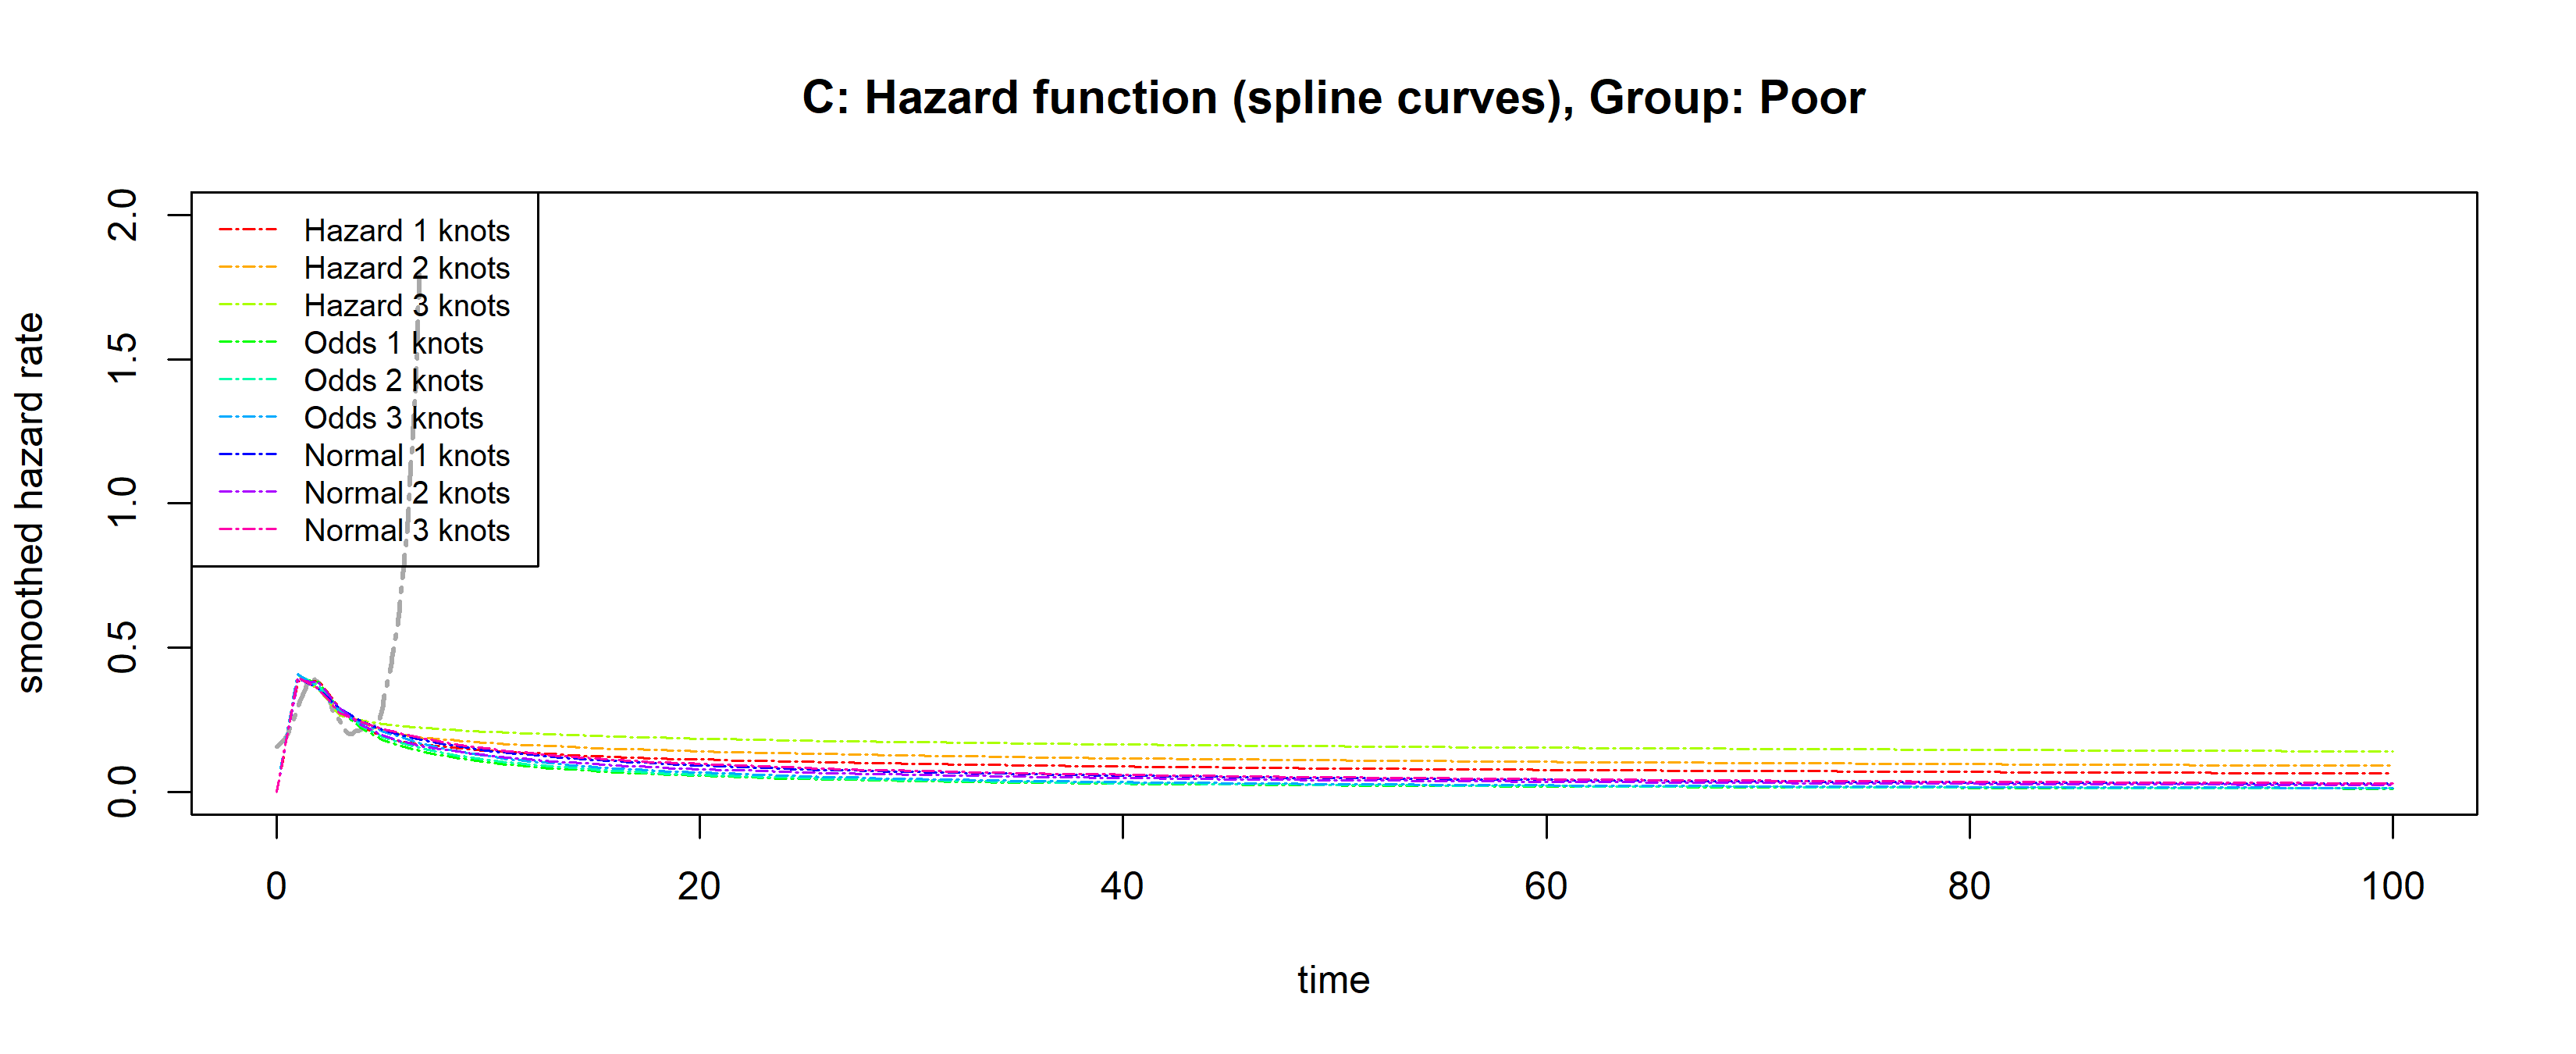 C: Hazard function (spline curves), Group: Poor
smoothed hazard rate
2.0
1.5
1.0
0.5
0.0
Hazard 1 knots
Hazard 2 knots
Hazard 3 knots
Odds 1 knots
Odds 2 knots
Odds 3 knots
Normal 1 knots
Normal 2 knots
Normal 3 knots
0 20 40 60 80 100
time